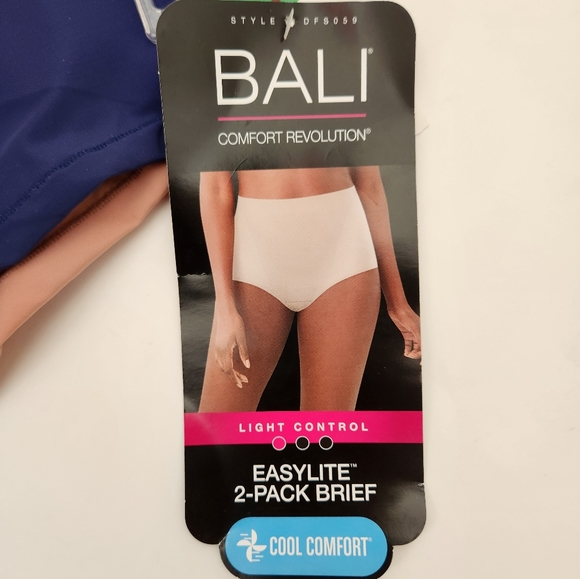 STYLE DFS059
BALI®
COMFORT REVOLUTION®
LIGHT CONTROL
EASYLITE™
2-PACK BRIEF
COOL COMFORT®